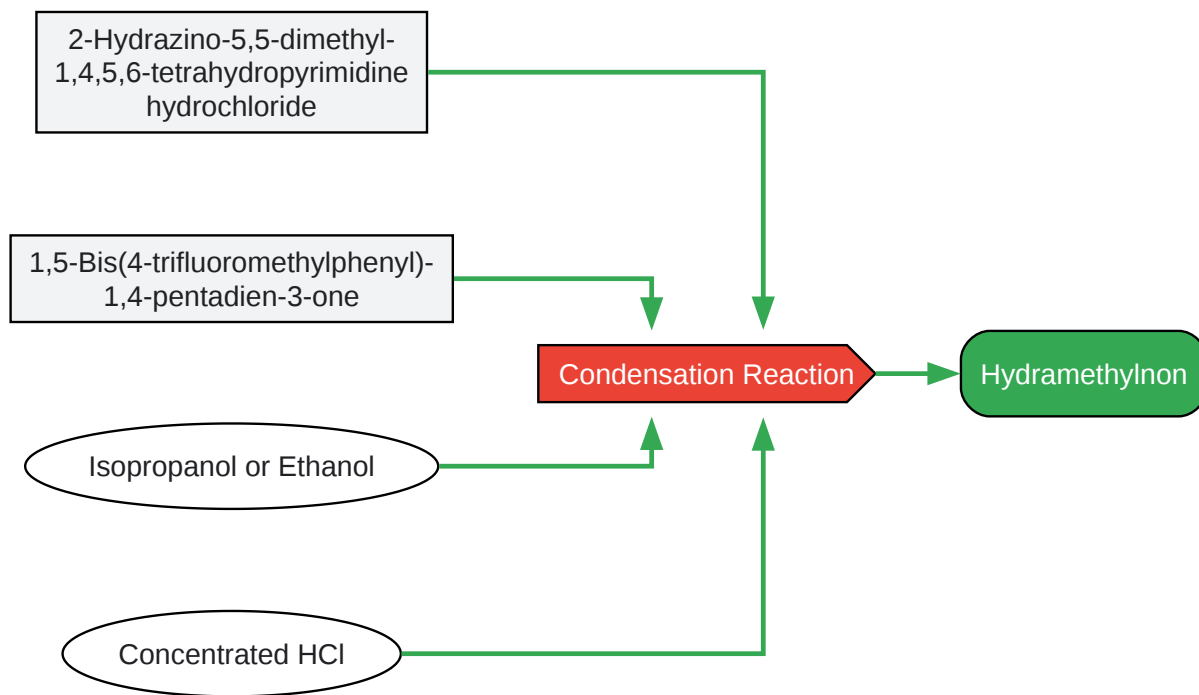 2-Hydrazino-5,5-dimethyl-
1,4,5,6-tetrahydropyrimidine
hydrochloride
1,5-Bis(4-trifluoromethylphenyl)-
1,4-pentadien-3-one
Condensation Reaction
Hydramethylnon
Isopropanol or Ethanol
Concentrated HCl